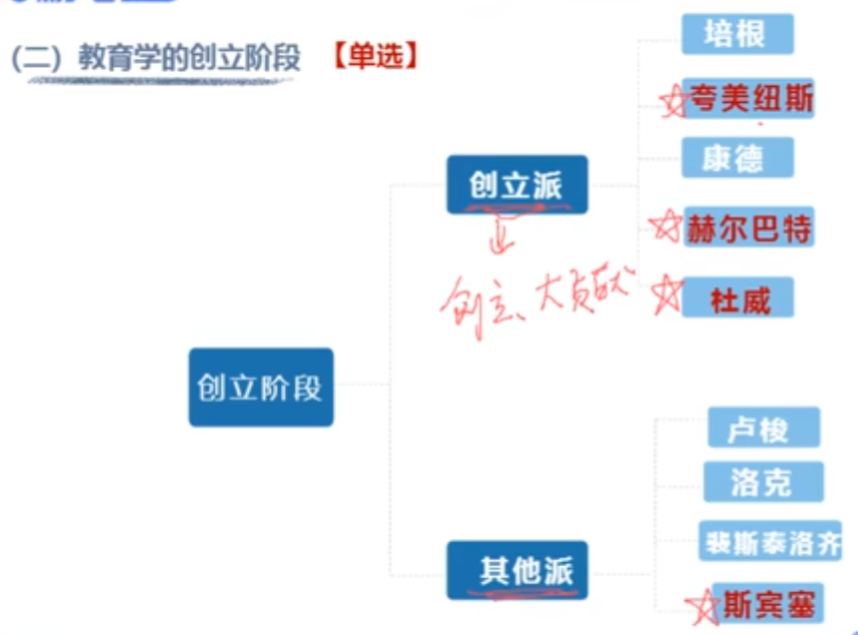 (二) 教育学的创立阶段 【单选】
培根
夸美纽斯
康德
创立派
赫尔巴特
创立、大贡献
杜威
创立阶段
卢梭
洛克
裴斯泰洛齐
其他派
斯宾塞